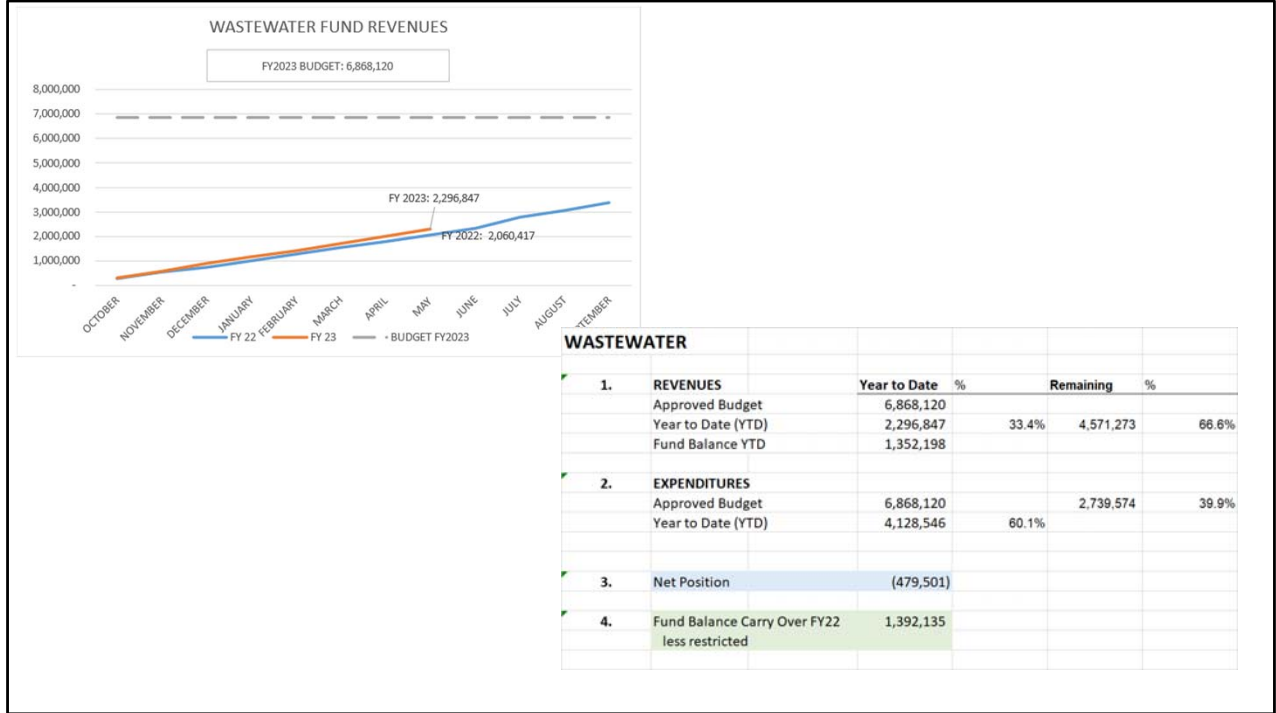 WASTEWATER FUND REVENUES
FY2023 BUDGET: 6,868,120
8,000,000
7,000,000
6,000,000
5,000,000
4,000,000
3,000,000
2,000,000
1,000,000
-
FY 2023: 2,296,847
FY 2022: 2,060,417
OCTOBER
NOVEMBER
DECEMBER
JANUARY
FEBRUARY
MARCH
APRIL
MAY
JUNE
JULY
AUGUST
TEMBER
FY 22 FY 23 BUDGET FY2023
WASTEWATER
1. REVENUES Year to Date % Remaining %
Approved Budget 6,868,120
Year to Date (YTD) 2,296,847 33.4% 4,571,273 66.6%
Fund Balance YTD 1,352,198
2. EXPENDITURES
Approved Budget 6,868,120 2,739,574 39.9%
Year to Date (YTD) 4,128,546 60.1%
3. Net Position (479,501)
4. Fund Balance Carry Over FY22 1,392,135
less restricted